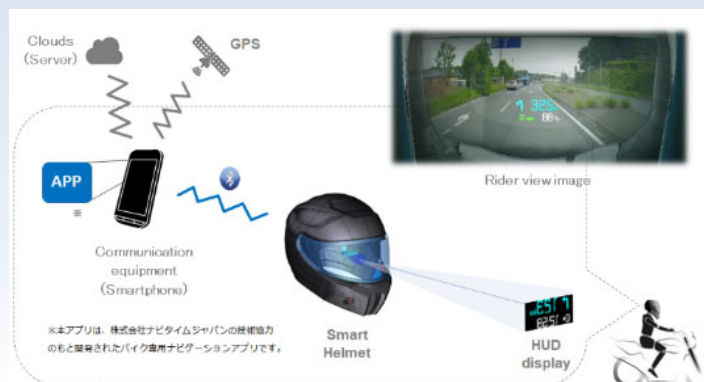 Clouds
(Server)
GPS
APP
※
Communication
equipment
(Smartphone)
Rider view image
Smart
Helmet
HUD
display
※本アプリは、株式会社ナビタイムジャパンの技術協力
のもと開発されたバイク専用ナビゲーションアプリです。